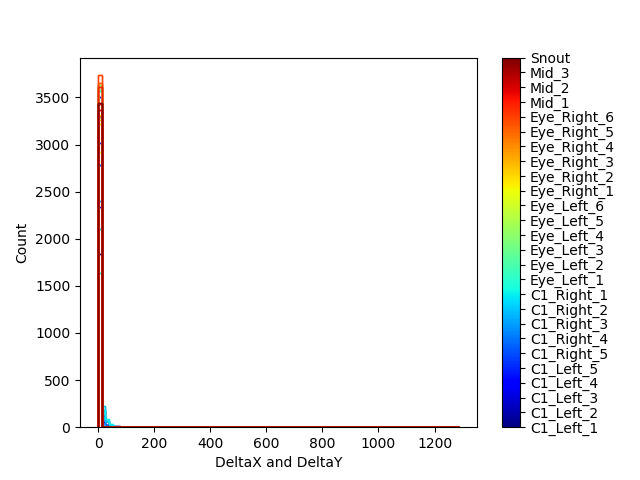 3500
3000
2500
2000
1500
1000
500
0
Count
0 200 400 600 800 1000 1200
DeltaX and DeltaY
Snout
Mid_3
Mid_2
Mid_1
Eye_Right_6
Eye_Right_5
Eye_Right_4
Eye_Right_3
Eye_Right_2
Eye_Right_1
Eye_Left_6
Eye_Left_5
Eye_Left_4
Eye_Left_3
Eye_Left_2
Eye_Left_1
C1_Right_1
C1_Right_2
C1_Right_3
C1_Right_4
C1_Right_5
C1_Left_5
C1_Left_4
C1_Left_3
C1_Left_2
C1_Left_1